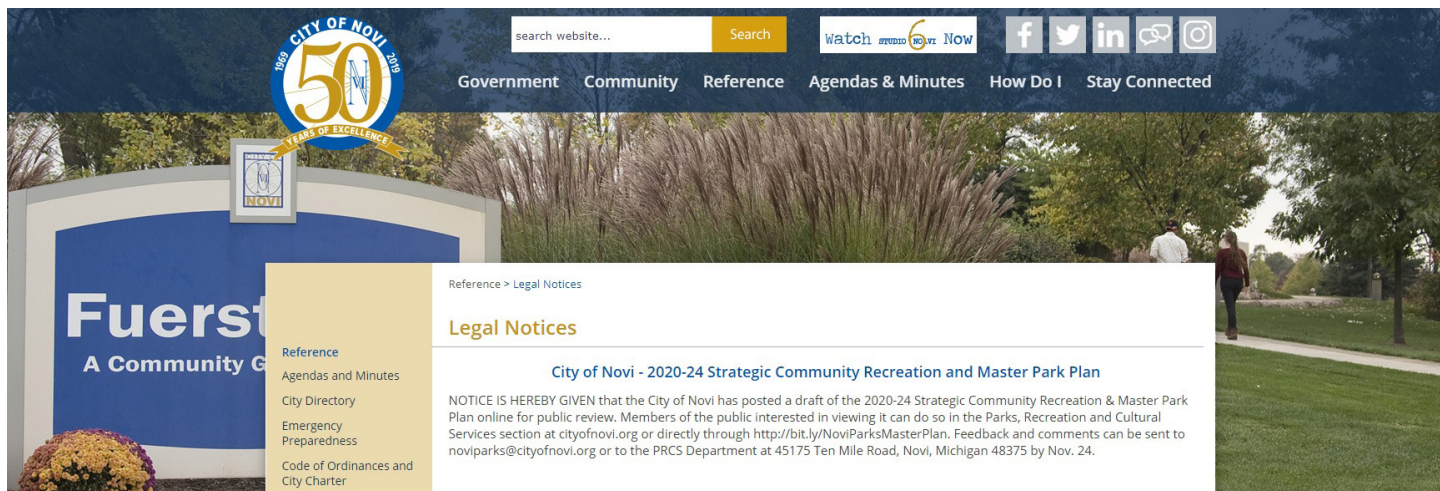 CITY OF NOVI
1969
2019
50
YEARS OF EXCELLENCE
search website...
Search
Watch STUDIO 6 NOVI Now
Government
Community
Reference
Agendas & Minutes
How Do I
Stay Connected
CITY OF
NOVI
Fuerst
A Community G
Reference
Agendas and Minutes
City Directory
Emergency
Preparedness
Code of Ordinances and
City Charter
Reference > Legal Notices
Legal Notices
City of Novi - 2020-24 Strategic Community Recreation and Master Park Plan
NOTICE IS HEREBY GIVEN that the City of Novi has posted a draft of the 2020-24 Strategic Community Recreation & Master Park
Plan online for public review. Members of the public interested in viewing it can do so in the Parks, Recreation and Cultural
Services section at cityofnovi.org or directly through http://bit.ly/NoviParksMasterPlan. Feedback and comments can be sent to
noviparks@cityofnovi.org or to the PRCS Department at 45175 Ten Mile Road, Novi, Michigan 48375 by Nov. 24.